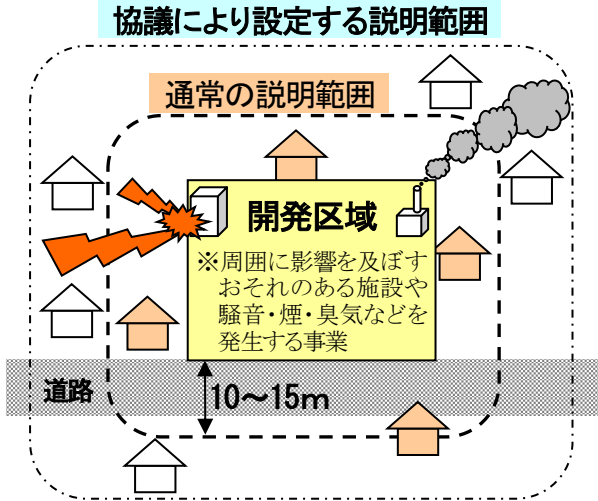 協議により設定する説明範囲
通常の説明範囲
開発区域
※周囲に影響を及ぼす
おそれのある施設や
騒音・煙・臭気などを
発生する事業
道路
10～15ｍ